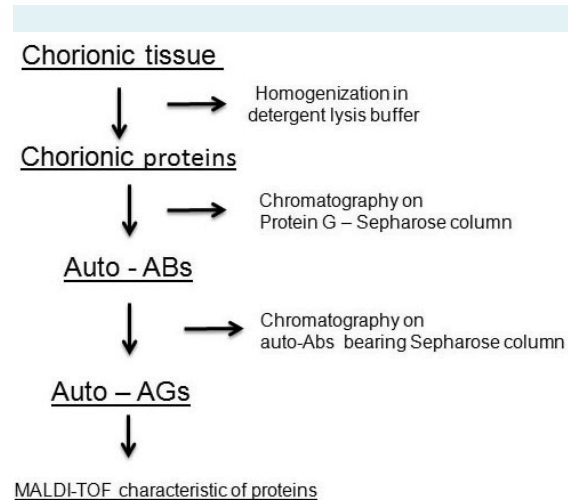 Chorionic tissue
Homogenization in
detergent lysis buffer
Chorionic proteins
Chromatography on
Protein G – Sepharose column
Auto - ABs
Chromatography on
auto-Abs bearing Sepharose column
Auto – AGs
MALDI-TOF characteristic of proteins